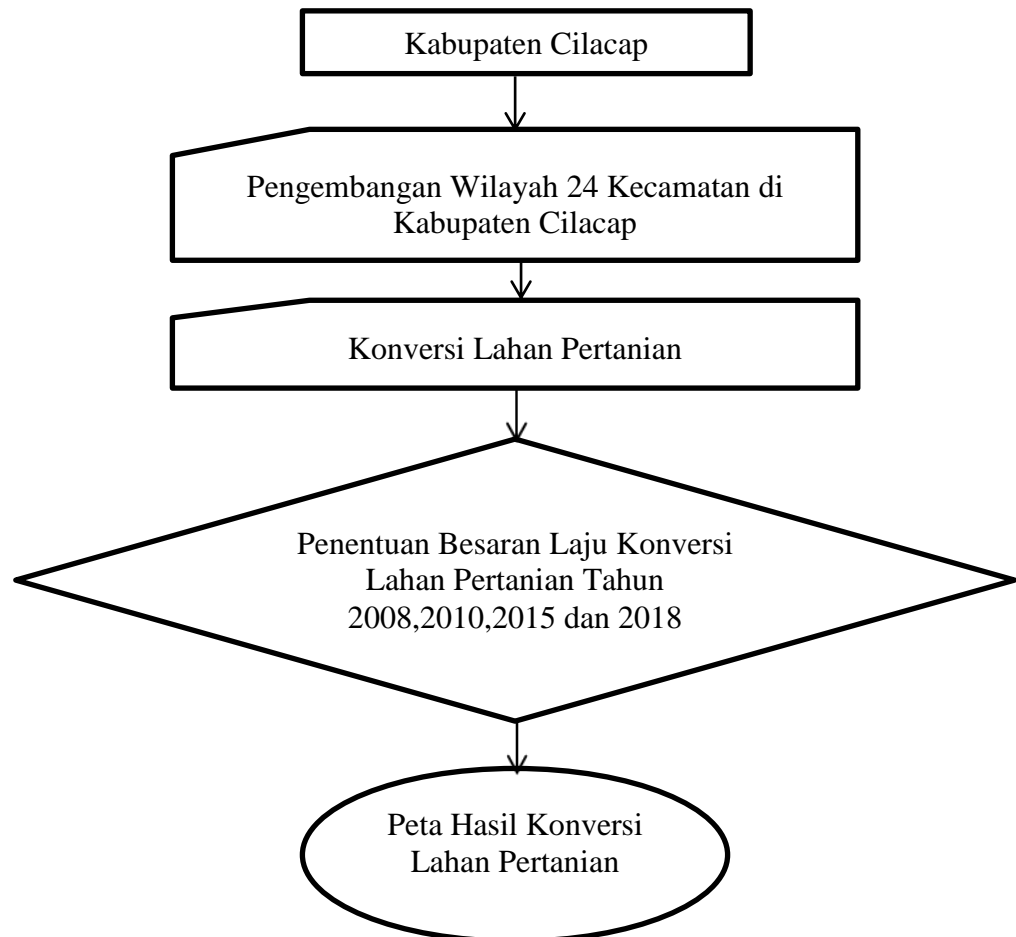 Kabupaten Cilacap
Pengembangan Wilayah 24 Kecamatan di
Kabupaten Cilacap
Konversi Lahan Pertanian
Penentuan Besaran Laju Konversi
Lahan Pertanian Tahun
2008,2010,2015 dan 2018
Peta Hasil Konversi
Lahan Pertanian